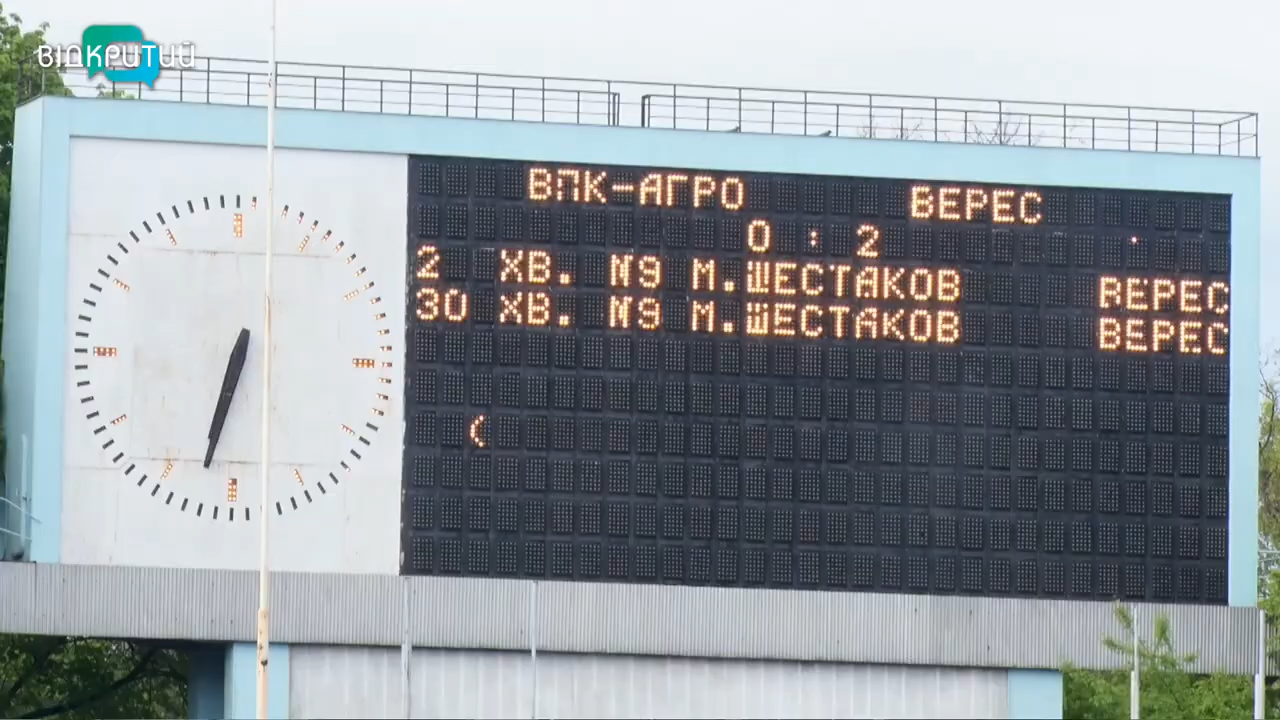 ВІДКРИТИЙ
ВПК-АГРО ВЕРЕС
0 : 2
2 ХВ. №9 М.ШЕСТАКОВ ВЕРЕС
30 ХВ. №9 М.ШЕСТАКОВ ВЕРЕС
(